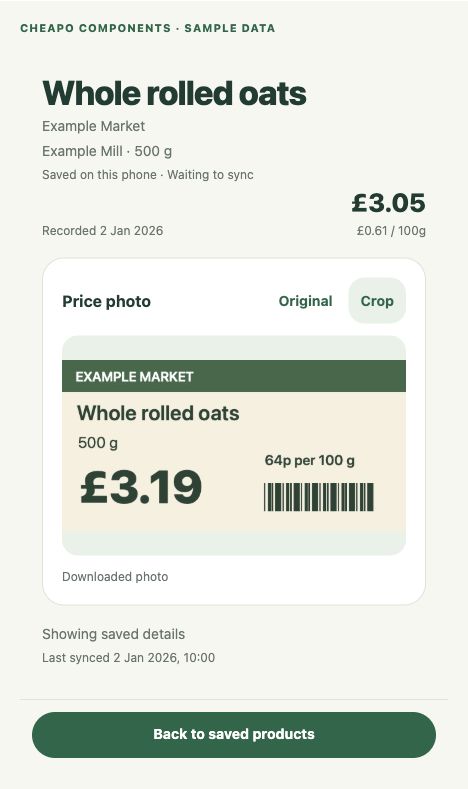 CHEAPO COMPONENTS · SAMPLE DATA
Whole rolled oats
Example Market
Example Mill · 500 g
Saved on this phone · Waiting to sync
£3.05
Recorded 2 Jan 2026
£0.61 / 100g
Price photo
Original
Crop
EXAMPLE MARKET
Whole rolled oats
500 g
64p per 100 g
£3.19
Downloaded photo
Showing saved details
Last synced 2 Jan 2026, 10:00
Back to saved products